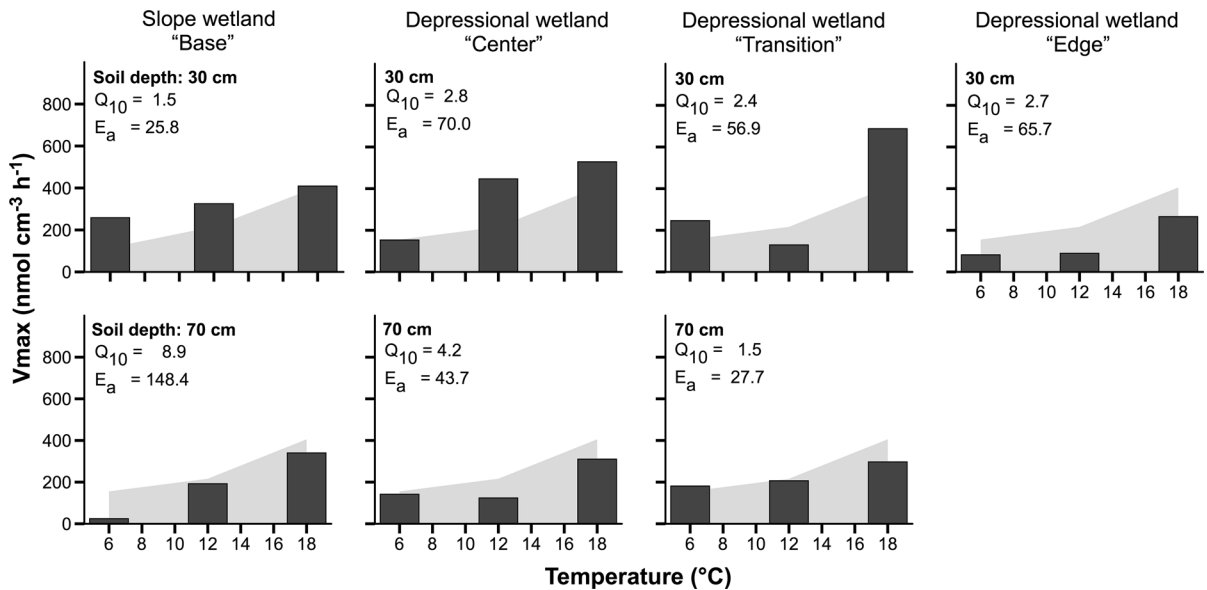 Slope wetland
“Base”
Depressional wetland
“Center”
Depressional wetland
“Transition”
Depressional wetland
“Edge”
Vmax (nmol cm-3 h-1)
800
600
400
200
0
Soil depth: 30 cm
Q10 = 1.5
Ea = 25.8
30 cm
Q10 = 2.8
Ea = 70.0
30 cm
Q10 = 2.4
Ea = 56.9
30 cm
Q10 = 2.7
Ea = 65.7
6 8 10 12 14 16 18
800
600
400
200
0
Soil depth: 70 cm
Q10 = 8.9
Ea = 148.4
70 cm
Q10 = 4.2
Ea = 43.7
70 cm
Q10 = 1.5
Ea = 27.7
6 8 10 12 14 16 18
6 8 10 12 14 16 18
6 8 10 12 14 16 18
Temperature (°C)